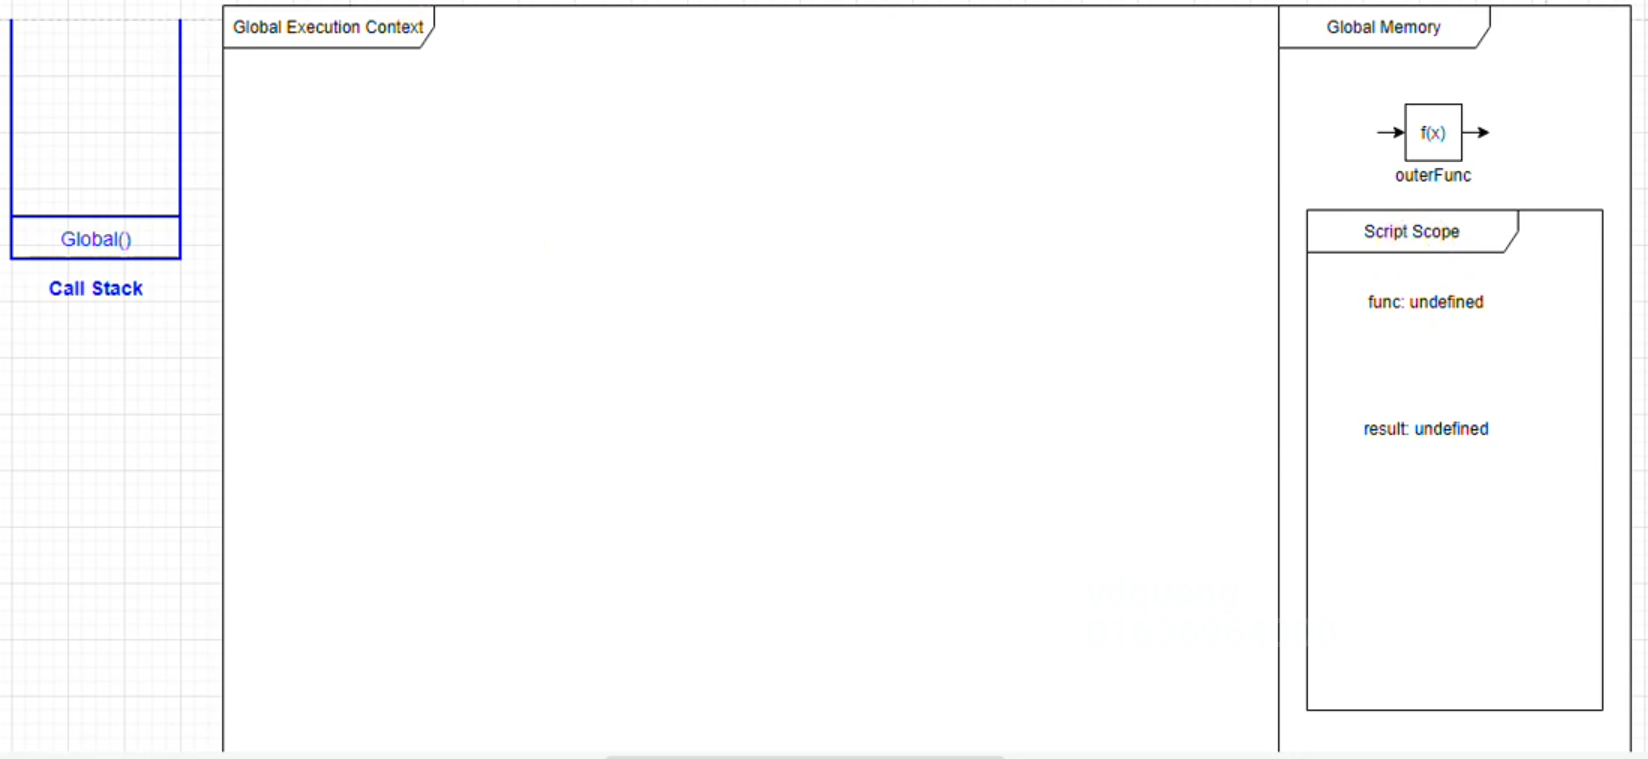 Global Execution Context
Global Memory
f(x)
outerFunc
Script Scope
Global()
Call Stack
func: undefined
result: undefined